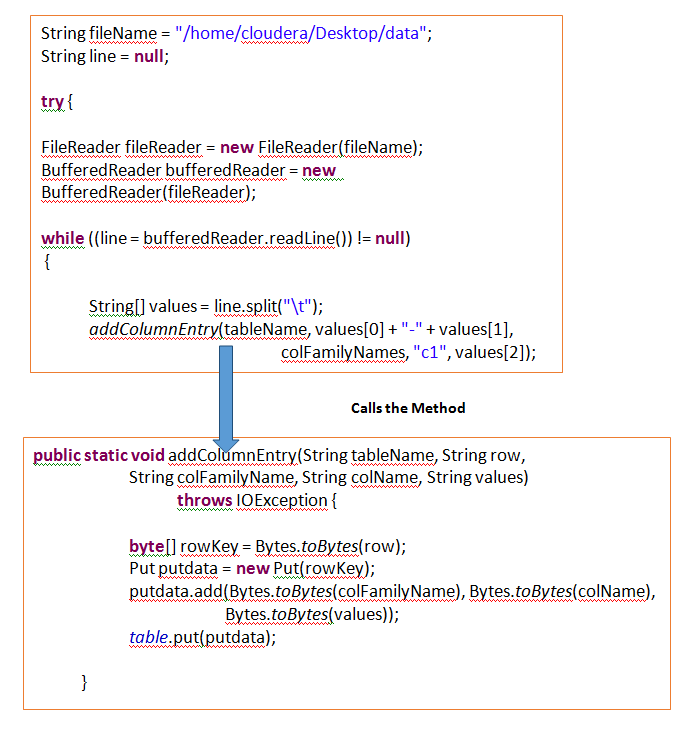 String fileName = "/home/cloudera/Desktop/data";
String line = null;
try {
FileReader fileReader = new FileReader(fileName);
BufferedReader bufferedReader = new
BufferedReader(fileReader);
while ((line = bufferedReader.readLine()) != null)
{
String[] values = line.split("\t");
addColumnEntry(tableName, values[0] + "-" + values[1],
colFamilyNames, "c1", values[2]);
Calls the Method
public static void addColumnEntry(String tableName, String row,
String colFamilyName, String colName, String values)
throws IOException {
byte[] rowKey = Bytes.toBytes(row);
Put putdata = new Put(rowKey);
putdata.add(Bytes.toBytes(colFamilyName), Bytes.toBytes(colName),
Bytes.toBytes(values));
table.put(putdata);
}